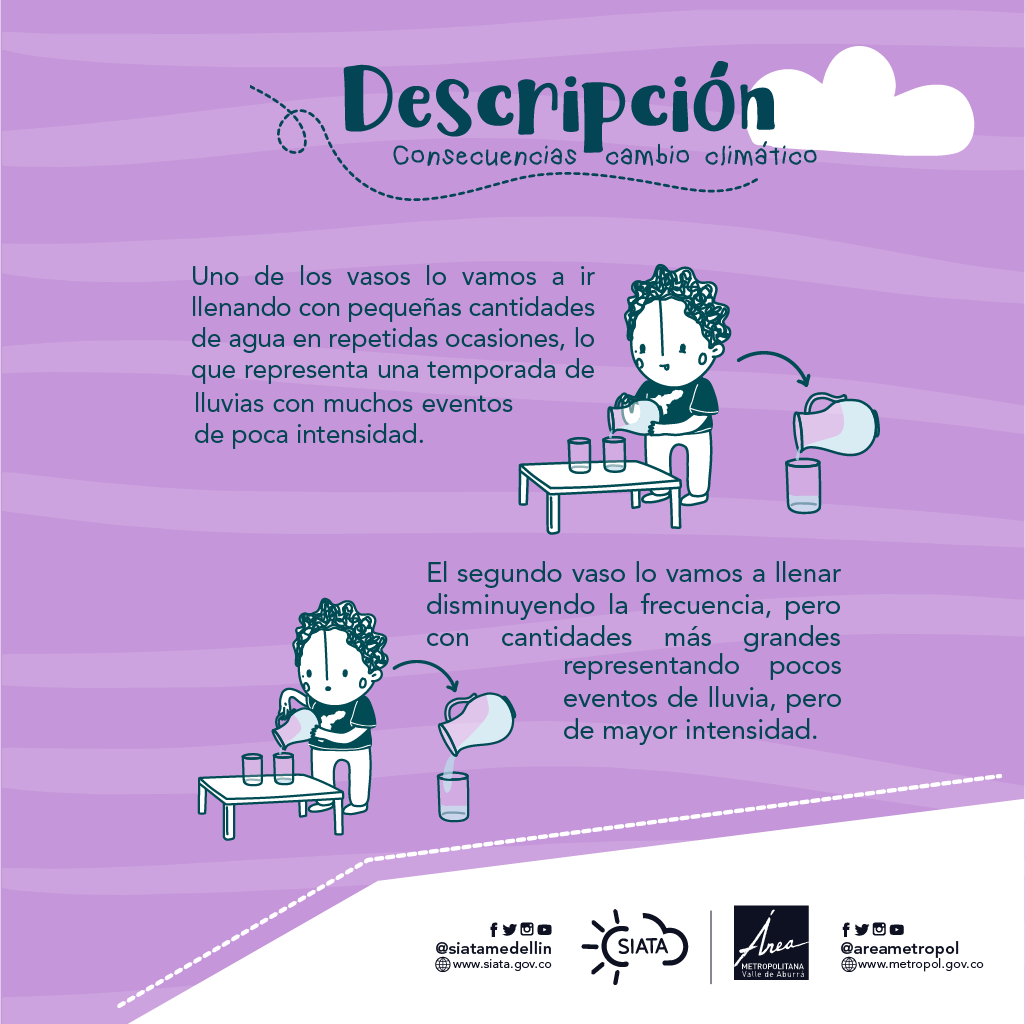 Descripción
Consecuencias cambio climático
Uno de los vasos lo vamos a ir
llenando con pequeñas cantidades
de agua en repetidas ocasiones, lo
que representa una temporada de
lluvias con muchos eventos
de poca intensidad.
El segundo vaso lo vamos a llenar
disminuyendo la frecuencia, pero
con cantidades más grandes
representando pocos
eventos de lluvia, pero
de mayor intensidad.
@siatamedellin
www.siata.gov.co
SIATA
Área
METROPOLITANA
Valle de Aburrá
@areametropol
www.metropol.gov.co